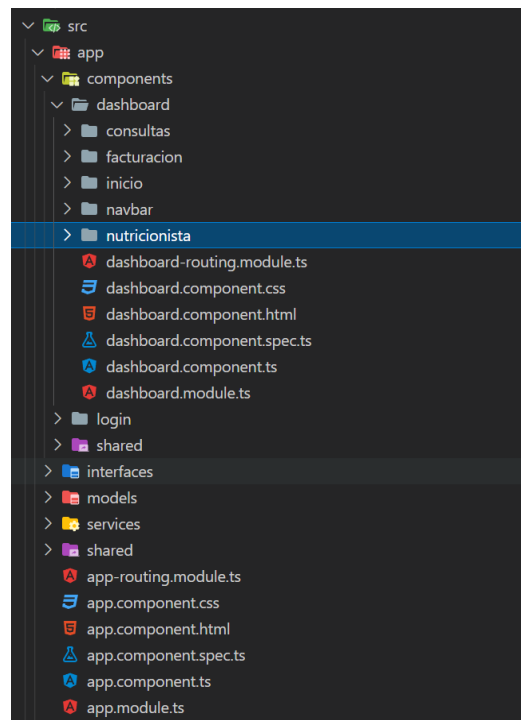 src
app
components
dashboard
consultas
facturacion
inicio
navbar
nutricionista
dashboard-routing.module.ts
dashboard.component.css
dashboard.component.html
dashboard.component.spec.ts
dashboard.component.ts
dashboard.module.ts
login
shared
interfaces
models
services
shared
app-routing.module.ts
app.component.css
app.component.html
app.component.spec.ts
app.component.ts
app.module.ts